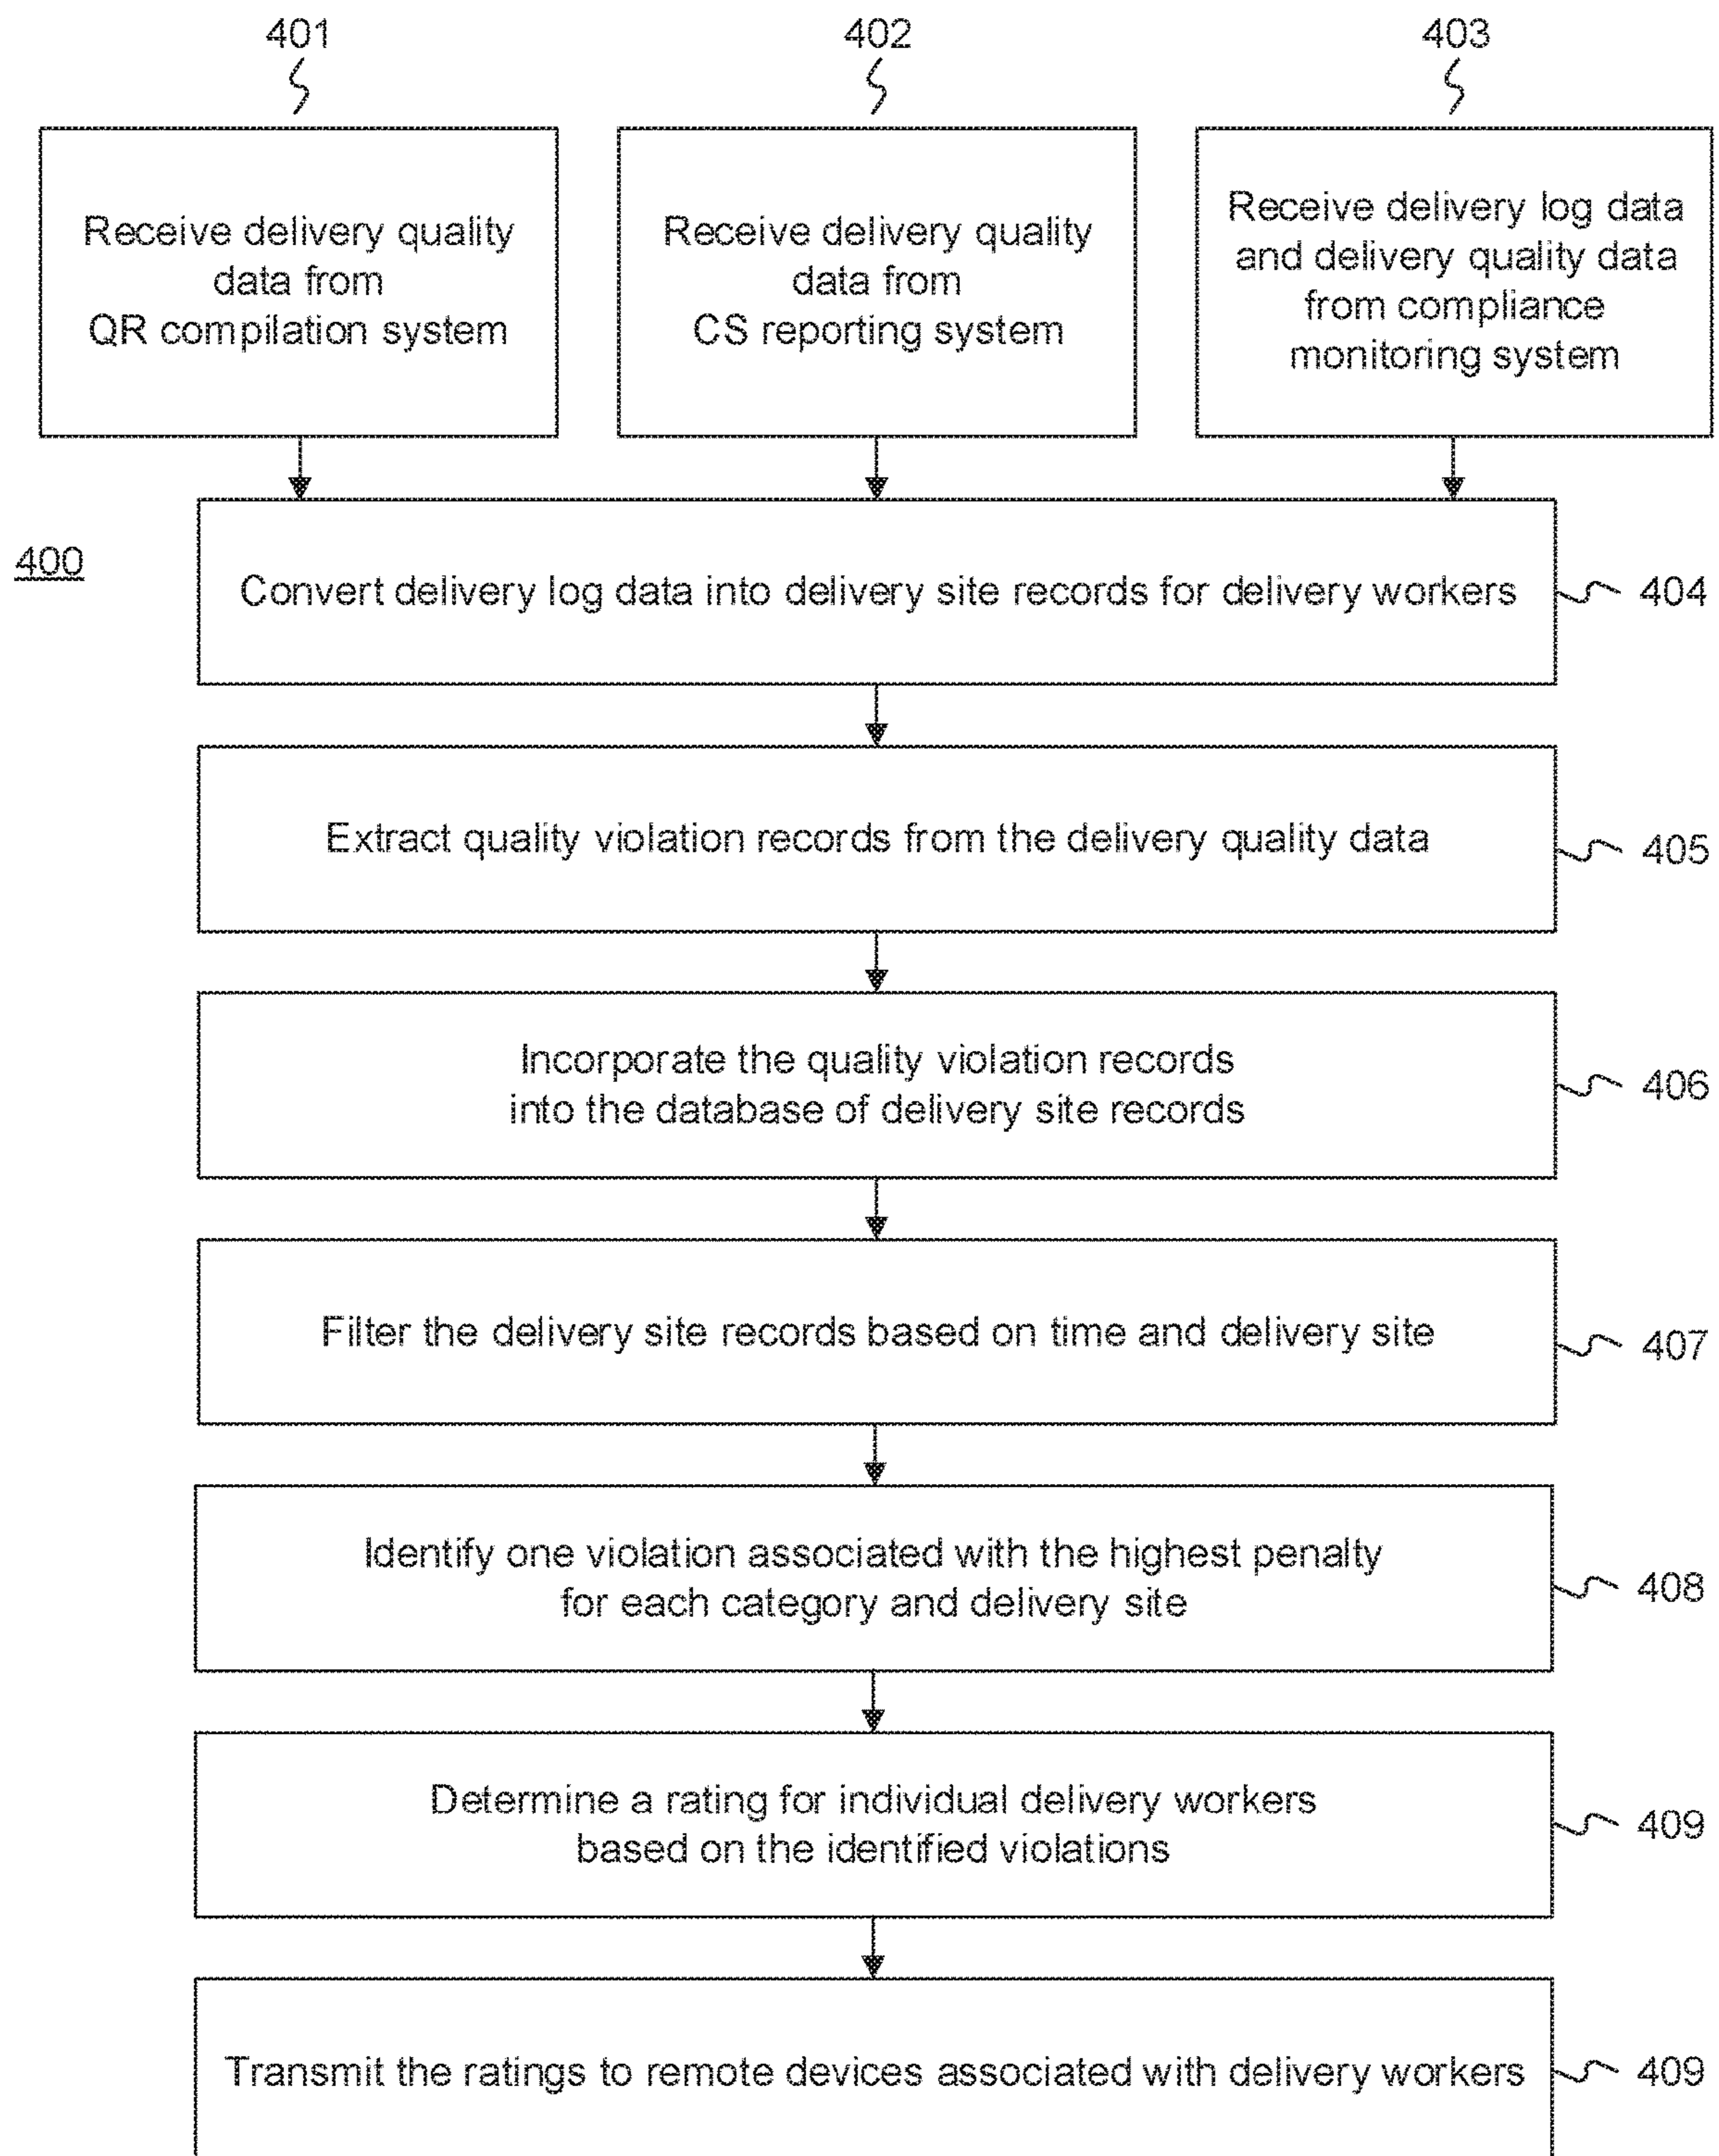 401
402
403
Receive delivery quality
data from
QR compilation system
Receive delivery quality
data from
CS reporting system
Receive delivery log data
and delivery quality data
from compliance
monitoring system
400
Convert delivery log data into delivery site records for delivery workers
404
Extract quality violation records from the delivery quality data
405
Incorporate the quality violation records
into the database of delivery site records
406
Filter the delivery site records based on time and delivery site
407
Identify one violation associated with the highest penalty
for each category and delivery site
408
Determine a rating for individual delivery workers
based on the identified violations
409
Transmit the ratings to remote devices associated with delivery workers
409